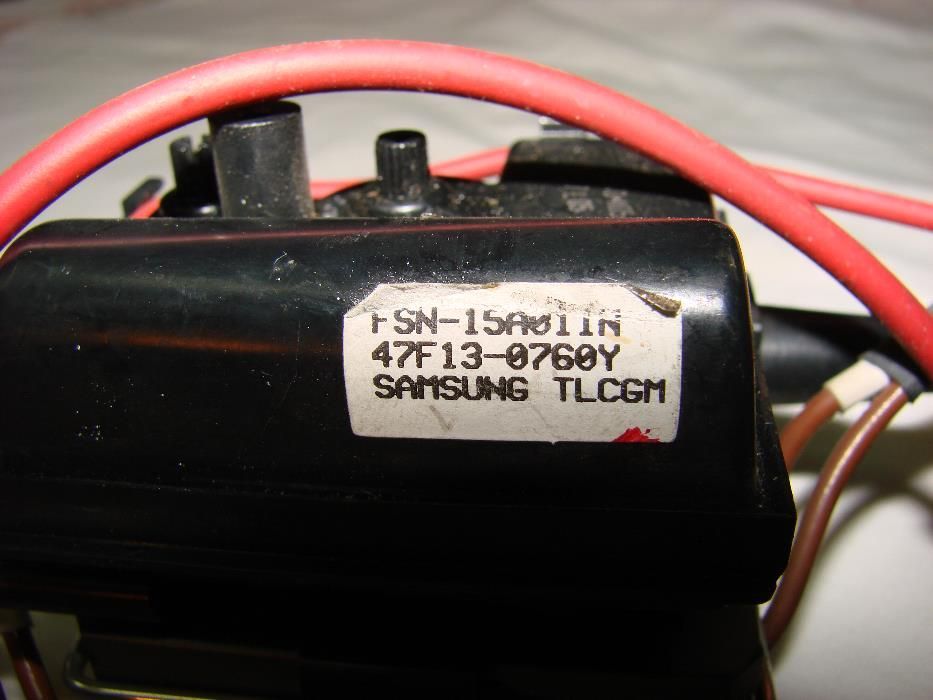 FSN-15A011N
47F13-0760Y
SAMSUNG TLCGM